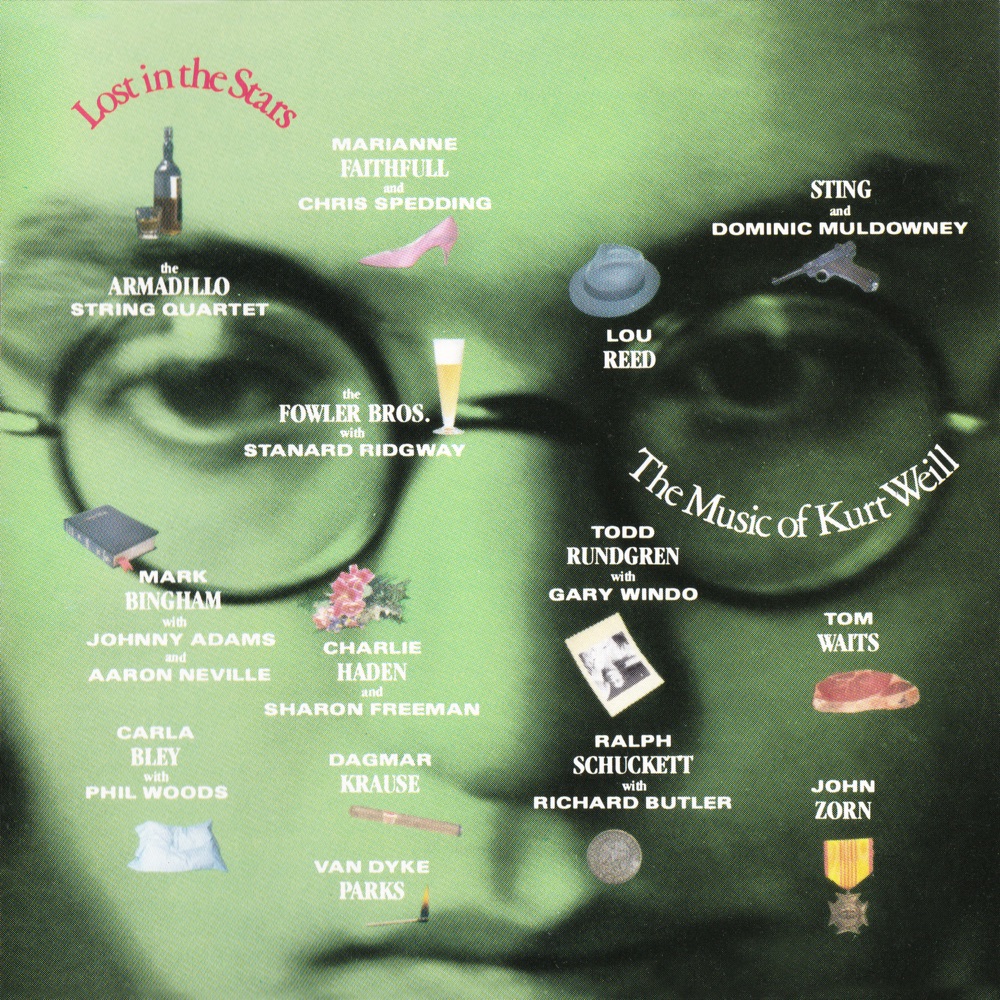 Lost in the Stars
MARIANNE
FAITHFULL
and
CHRIS SPEDDING
STING
and
DOMINIC MULDOWNEY
the
ARMADILLO
STRING QUARTET
LOU
REED
the
FOWLER BROS.
with
STANARD RIDGWAY
The Music of Kurt Weill
MARK
BINGHAM
with
JOHNNY ADAMS
and
AARON NEVILLE
CHARLIE
HADEN
and
SHARON FREEMAN
TODD
RUNDGREN
with
GARY WINDO
TOM
WAITS
CARLA
BLEY
with
PHIL WOODS
DAGMAR
KRAUSE
RALPH
SCHUCKETT
with
RICHARD BUTLER
JOHN
ZORN
VAN DYKE
PARKS